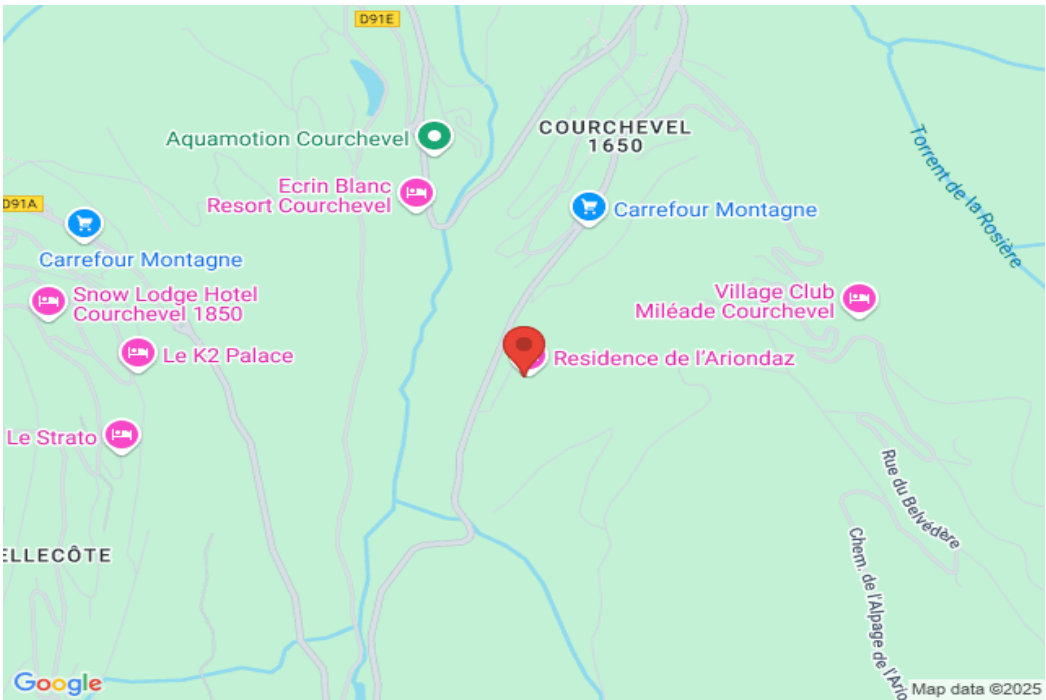 D91E
COURCHEVEL
1650
Aquamotion Courchevel
Torrent de la Rosière
Ecrin Blanc
Resort Courchevel
D91A
Carrefour Montagne
Carrefour Montagne
Snow Lodge Hotel
Courchevel 1850
Village Club
Miléade Courchevel
Le K2 Palace
Residence de l'Ariondaz
Le Strato
Rue du Belvédère
ELLECÔTE
Chem. de l'Alpage de l'Ario
Google
Map data ©2025